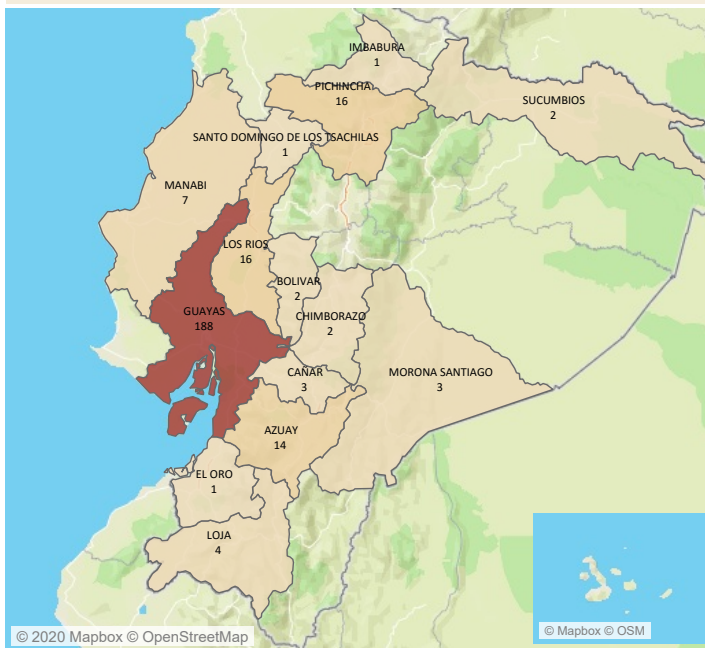 IMBABURA
1
PICHINCHA
16
SUCUMBIOS
2
SANTO DOMINGO DE LOS TSACHILAS
1
MANABI
7
LOS RIOS
16
BOLIVAR
2
GUAYAS
188
CHIMBORAZO
2
CAÑAR
3
MORONA SANTIAGO
3
AZUAY
14
EL ORO
1
LOJA
4
© 2020 Mapbox © OpenStreetMap
© Mapbox © OSM